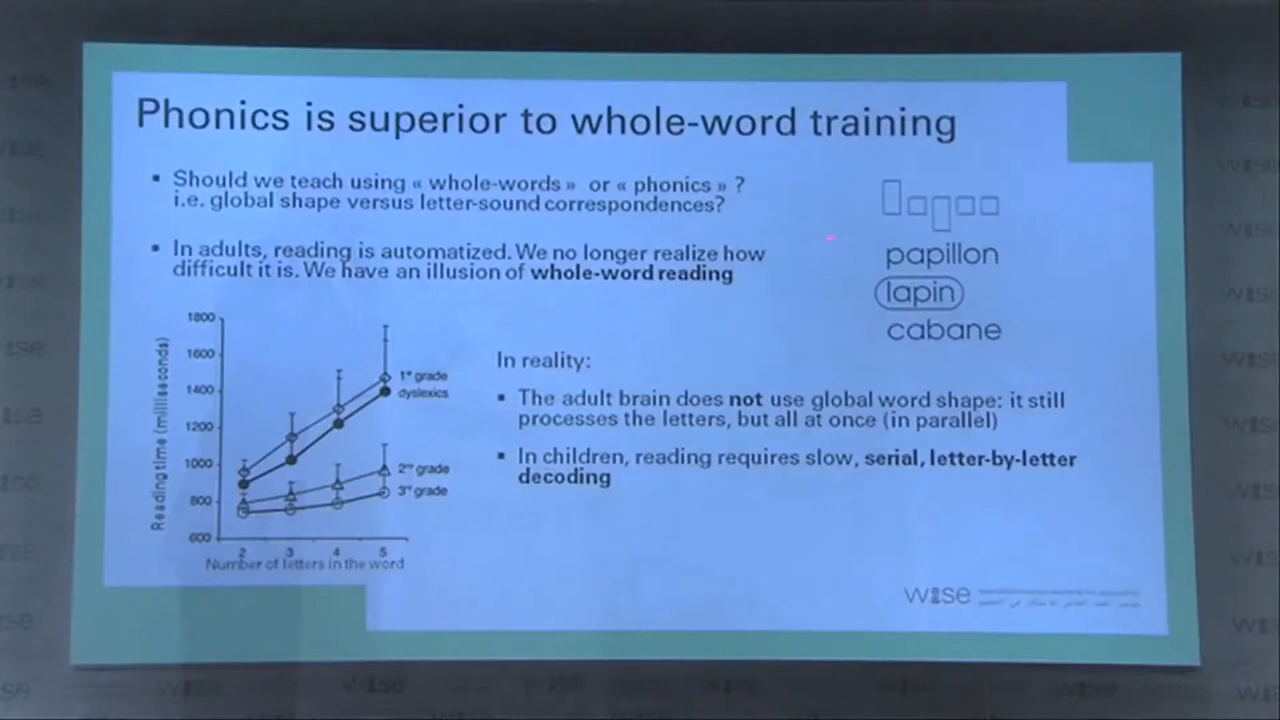 Phonics is superior to whole-word training
▪ Should we teach using « whole-words » or « phonics » ?
i.e. global shape versus letter-sound correspondences?
▪ In adults, reading is automatized. We no longer realize how
difficult it is. We have an illusion of whole-word reading
papillon
lapin
cabane
1800
1600
1400
1200
1000
800
600
Reading time (milliseconds)
1st grade
dyslexics
2nd grade
3rd grade
2 3 4 5
Number of letters in the word
In reality:
▪ The adult brain does not use global word shape: it still
processes the letters, but all at once (in parallel)
▪ In children, reading requires slow, serial, letter-by-letter
decoding
wise